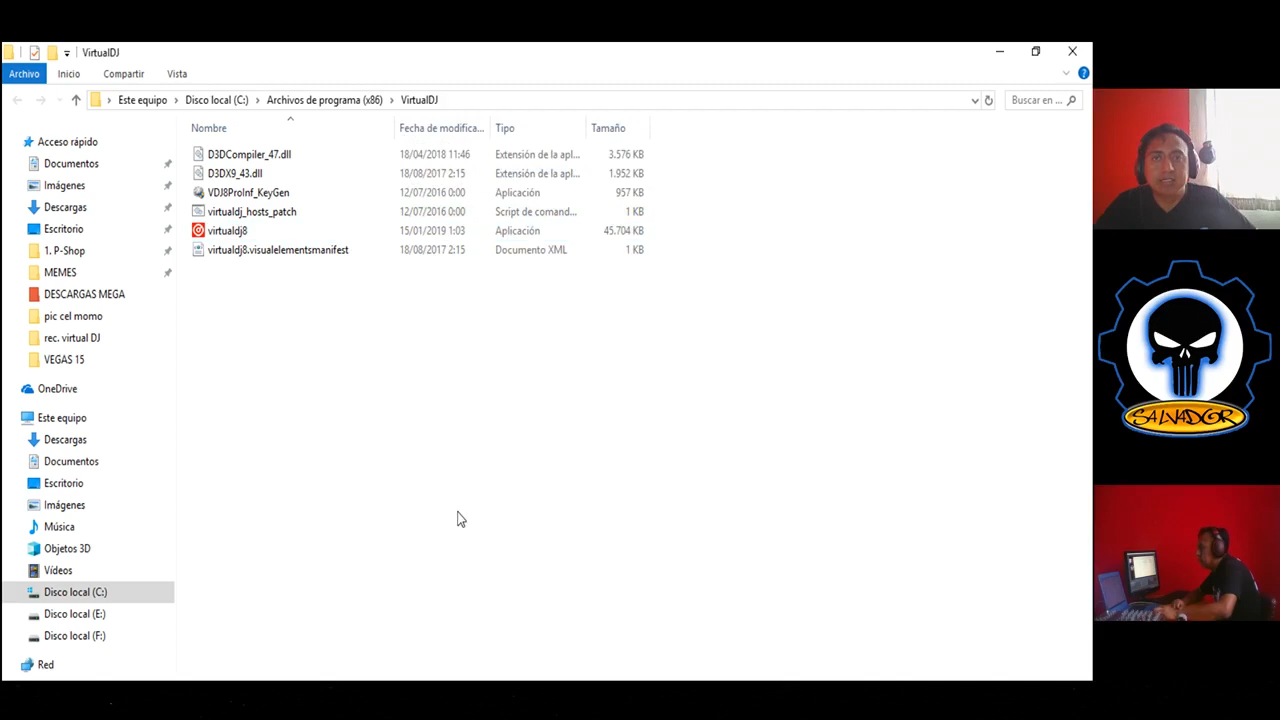 VirtualDJ
Archivo Inicio Compartir Vista
Este equipo Disco local (C:) Archivos de programa (x86) VirtualDJ Buscar en ...
Nombre Fecha de modifica... Tipo Tamaño
Acceso rápido
Documentos
Imágenes
Descargas
Escritorio
1. P-Shop
MEMES
DESCARGAS MEGA
pic cel momo
rec. virtual DJ
VEGAS 15
OneDrive
Este equipo
Descargas
Documentos
Escritorio
Imágenes
Música
Objetos 3D
Vídeos
Disco local (C:)
Disco local (E:)
Disco local (F:)
Red
D3DCompiler_47.dll 18/04/2018 11:46 Extensión de la apl... 3.576 KB
D3DX9_43.dll 18/08/2017 2:15 Extensión de la apl... 1.952 KB
VDJ8ProInf_KeyGen 12/07/2016 0:00 Aplicación 957 KB
virtualdj_hosts_patch 12/07/2016 0:00 Script de comand... 1 KB
virtualdj8 15/01/2019 1:03 Aplicación 45.704 KB
virtualdj8.visualelementsmanifest 18/08/2017 2:15 Documento XML 1 KB
SALVADOR